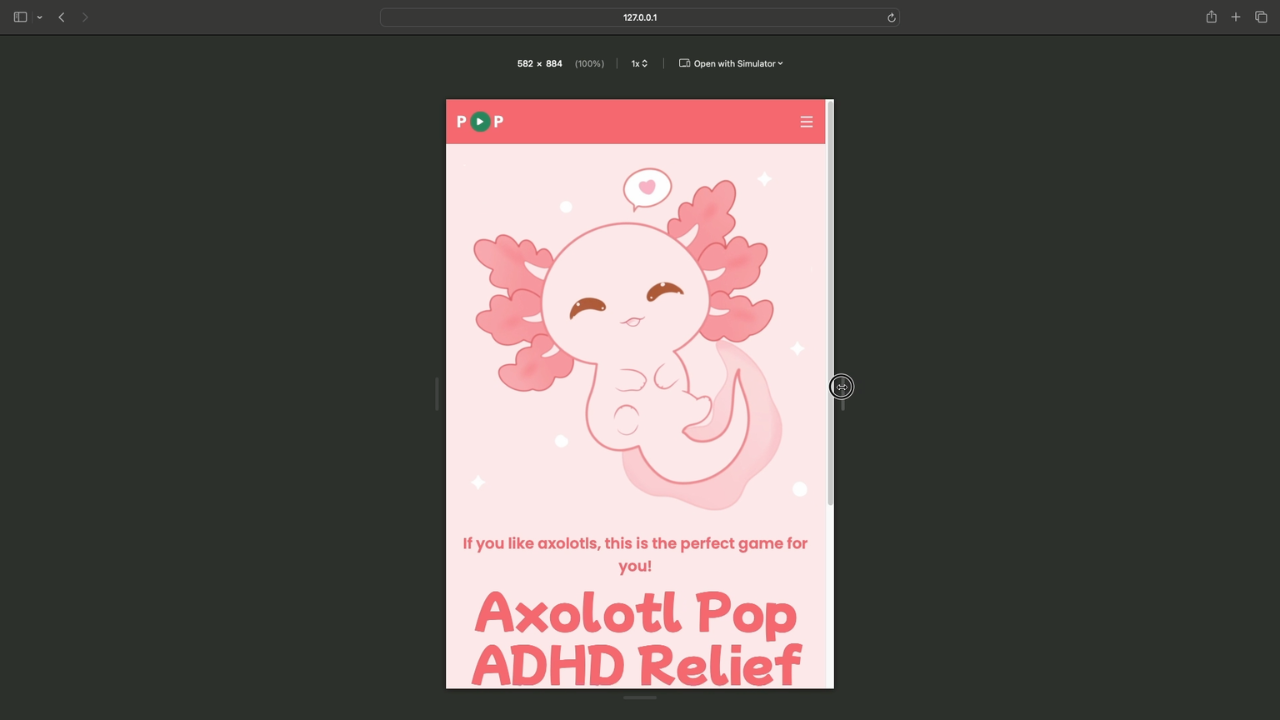 127.0.0.1
582 × 884 (100%) 1x Open with Simulator
P P
If you like axolotls, this is the perfect game for
you!
Axolotl Pop
ADHD Relief